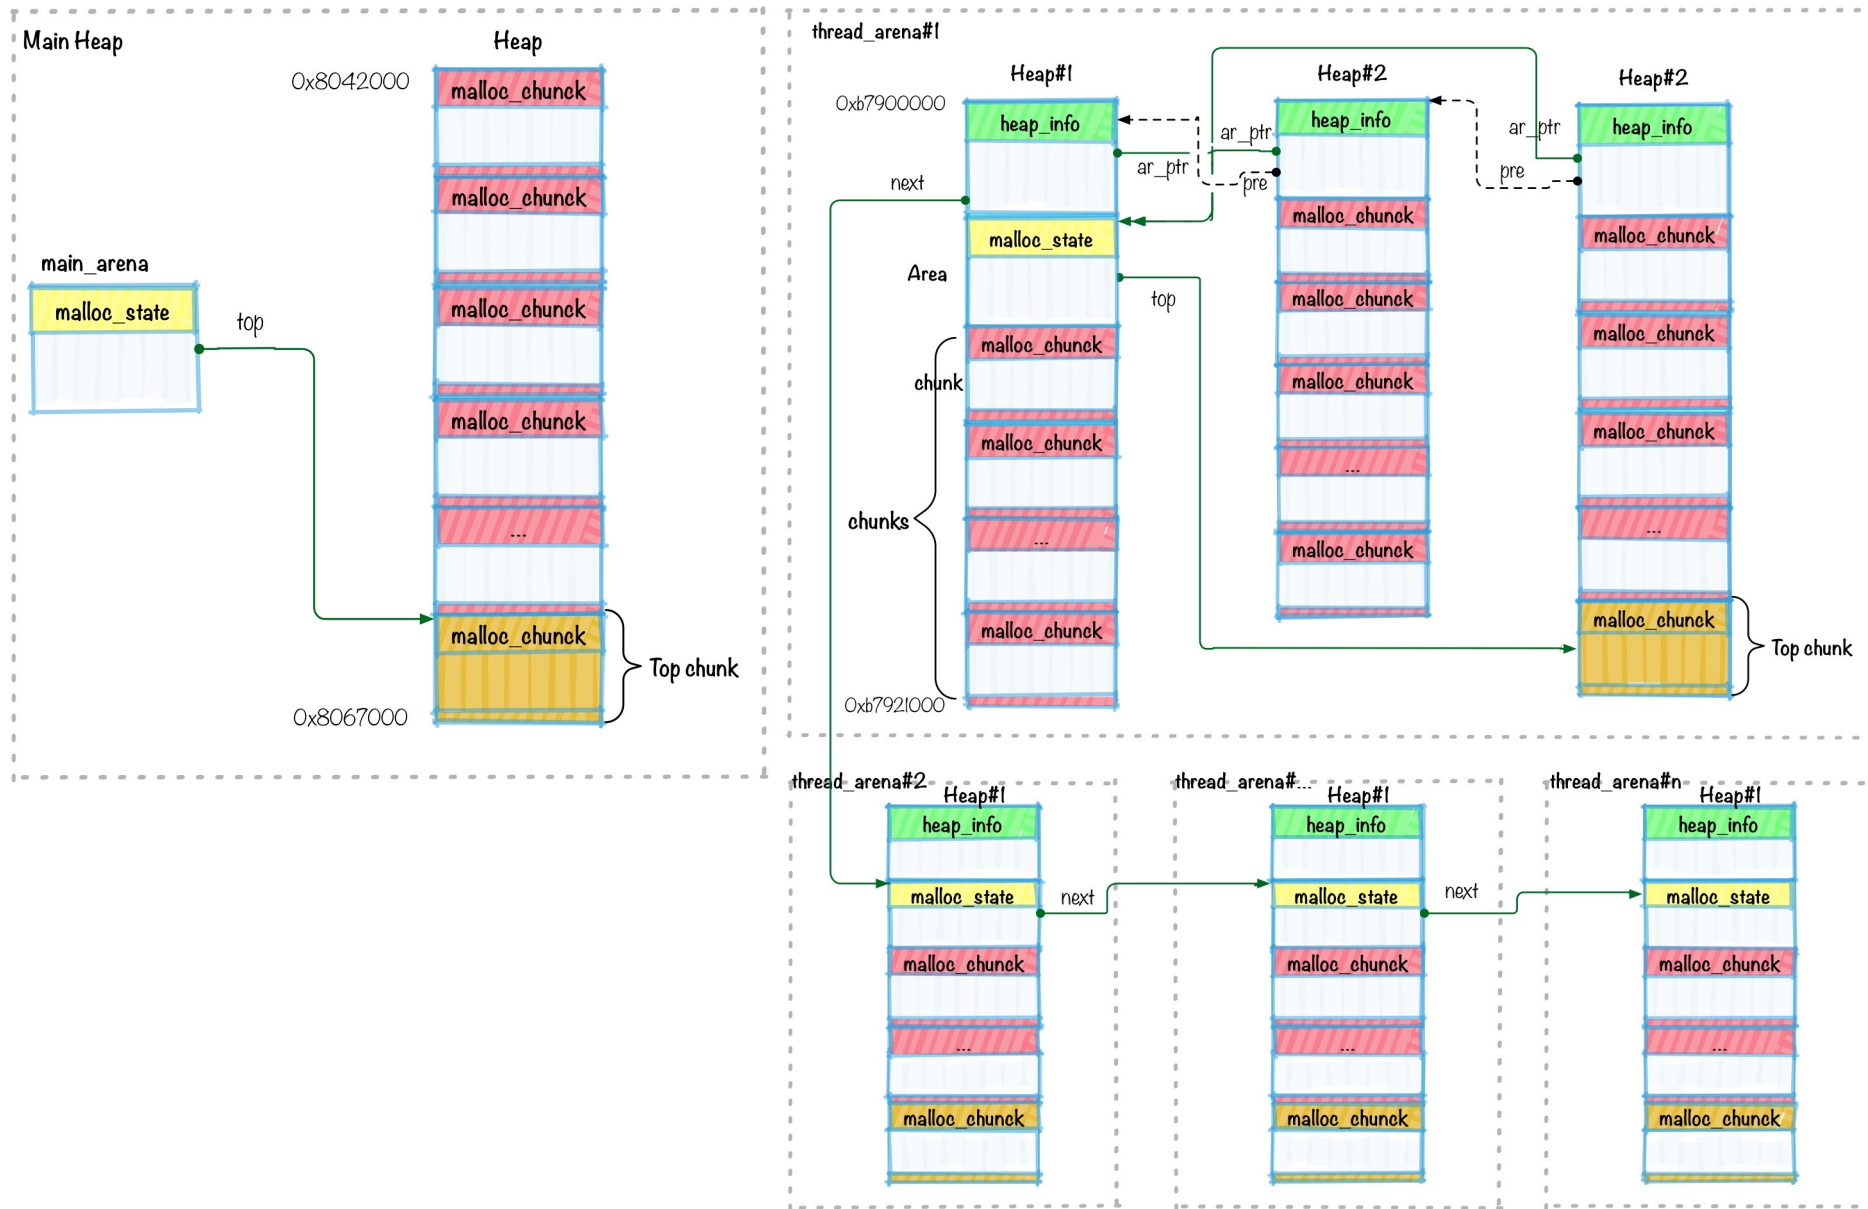 Main Heap
Heap
0x8042000
malloc_chunck
malloc_chunck
malloc_chunck
malloc_chunck
...
malloc_chunck
Top chunk
0x8067000
main_arena
malloc_state
top
thread_arena#1
Heap#1
0xb7900000
heap_info
ar_ptr
next
malloc_state
Area
top
malloc_chunck
chunk
malloc_chunck
chunks
...
malloc_chunck
0xb7921000
Heap#2
heap_info
ar_ptr
pre
malloc_chunck
malloc_chunck
malloc_chunck
...
malloc_chunck
Heap#2
heap_info
ar_ptr
pre
malloc_chunck
malloc_chunck
malloc_chunck
...
malloc_chunck
Top chunk
thread_arena#2
Heap#1
heap_info
malloc_state
next
malloc_chunck
...
malloc_chunck
thread_arena#...
Heap#1
heap_info
malloc_state
next
malloc_chunck
...
malloc_chunck
thread_arena#n
Heap#1
heap_info
malloc_state
malloc_chunck
...
malloc_chunck